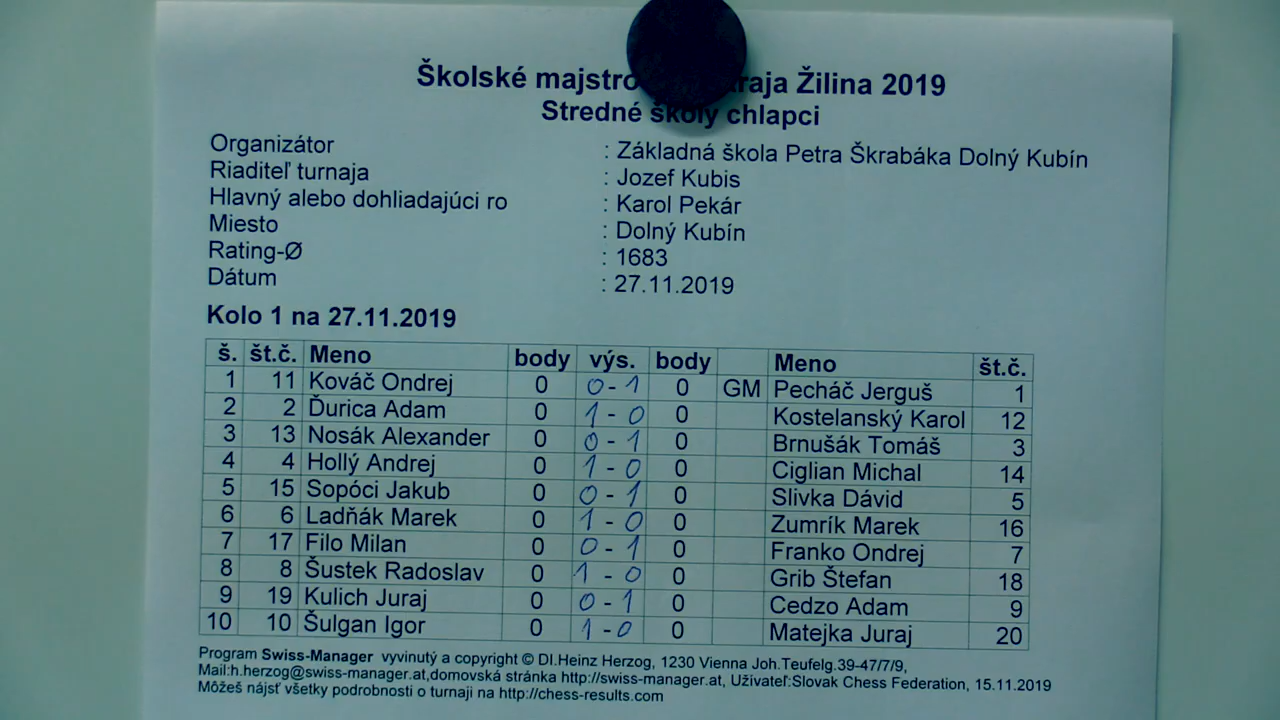 Školské majstro raja Žilina 2019
Stredné školy chlapci
Organizátor : Základná škola Petra Škrabáka Dolný Kubín
Riaditeľ turnaja : Jozef Kubis
Hlavný alebo dohliadajúci ro : Karol Pekár
Miesto : Dolný Kubín
Rating-Ø : 1683
Dátum : 27.11.2019
Kolo 1 na 27.11.2019
š. št.č. Meno body výs. body Meno št.č.
1 11 Kováč Ondrej 0 0-1 0 GM Pecháč Jerguš 1
2 2 Ďurica Adam 0 1-0 0 Kostelanský Karol 12
3 13 Nosák Alexander 0 0-1 0 Brnušák Tomáš 3
4 4 Hollý Andrej 0 1-0 0 Ciglian Michal 14
5 15 Sopóci Jakub 0 0-1 0 Slivka Dávid 5
6 6 Ladňák Marek 0 1-0 0 Zumrík Marek 16
7 17 Filo Milan 0 0-1 0 Franko Ondrej 7
8 8 Šustek Radoslav 0 1-0 0 Grib Štefan 18
9 19 Kulich Juraj 0 0-1 0 Cedzo Adam 9
10 10 Šulgan Igor 0 1-0 0 Matejka Juraj 20
Program Swiss-Manager vyvinutý a copyright © DI.Heinz Herzog, 1230 Vienna Joh.Teufelg.39-47/7/9,
Mail:h.herzog@swiss-manager.at,domovská stránka http://swiss-manager.at, Užívateľ:Slovak Chess Federation, 15.11.2019
Môžeš nájsť všetky podrobnosti o turnaji na http://chess-results.com